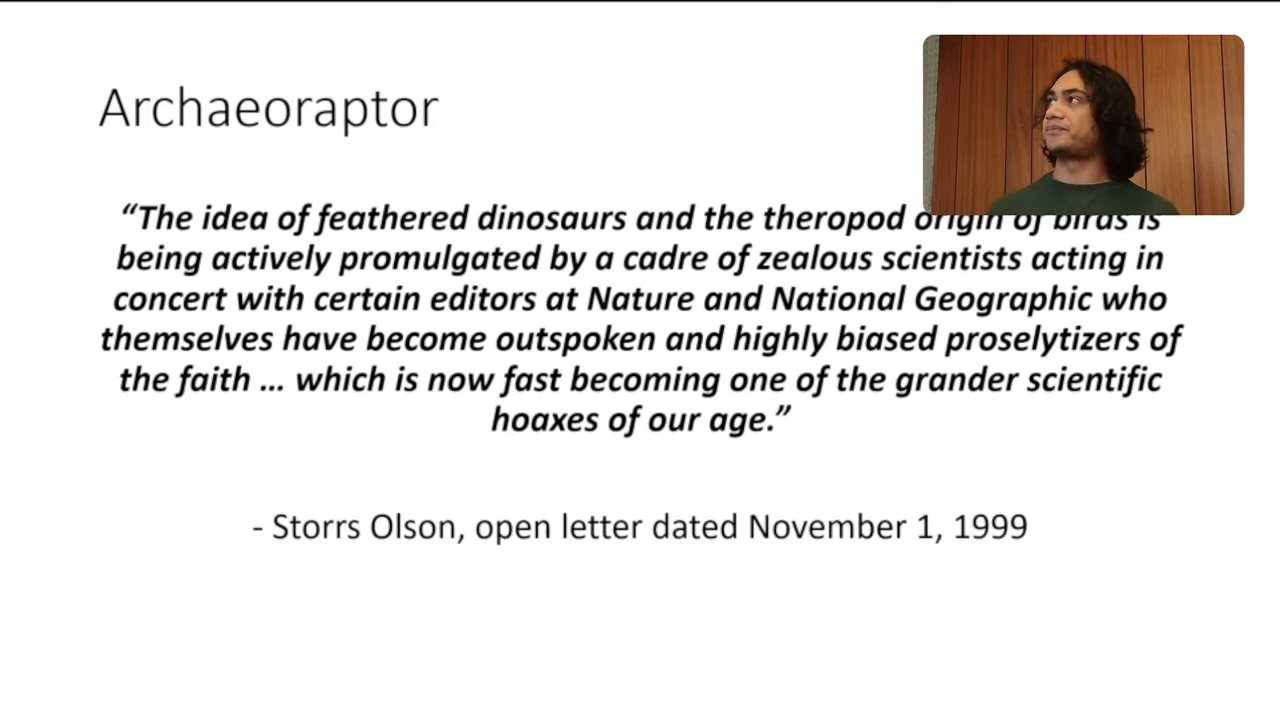 Archaeoraptor
“The idea of feathered dinosaurs and the theropod origin of birds is
being actively promulgated by a cadre of zealous scientists acting in
concert with certain editors at Nature and National Geographic who
themselves have become outspoken and highly biased proselytizers of
the faith … which is now fast becoming one of the grander scientific
hoaxes of our age.”
- Storrs Olson, open letter dated November 1, 1999